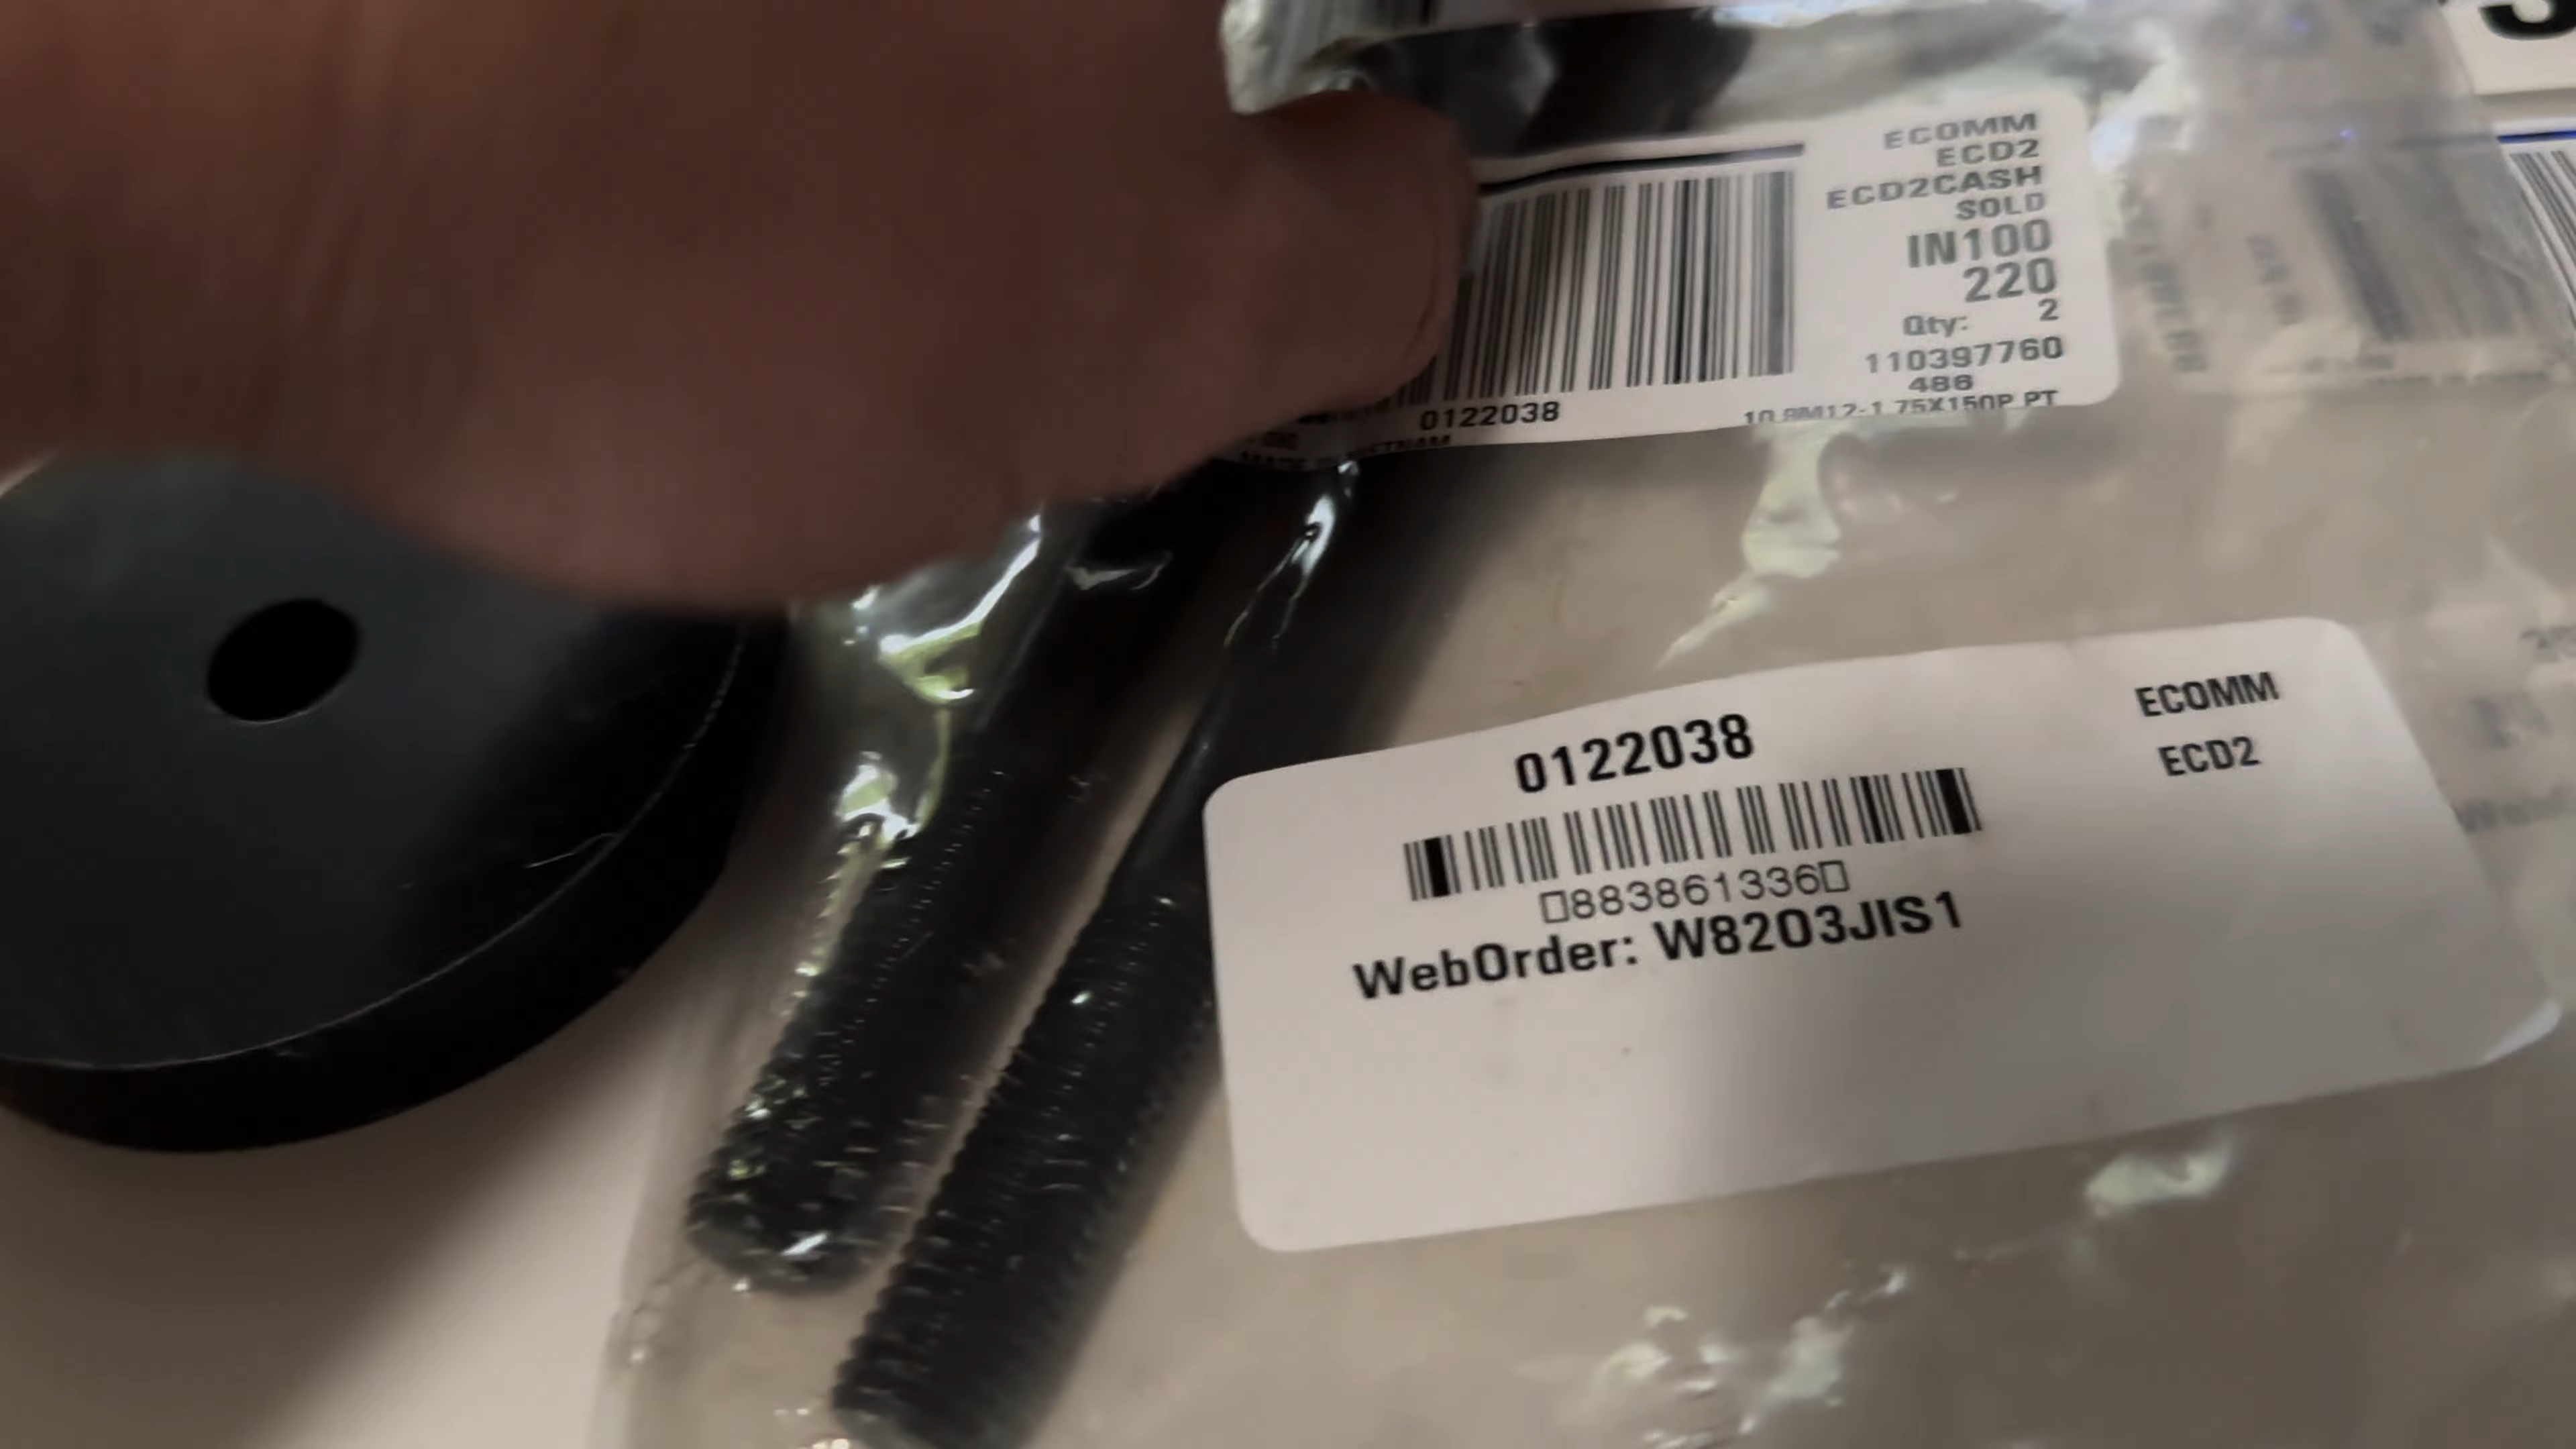 ECOMM
ECD2
ECD2CASH
SOLD
IN100
220
Qty: 2
110397760
486
0122038
10.9M12-1.75X150P PT
0122038
ECOMM
ECD2
□883861336□
WebOrder: W82O3JIS1